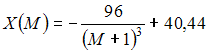 X(M) = −96/(M+1)³ + 40,44